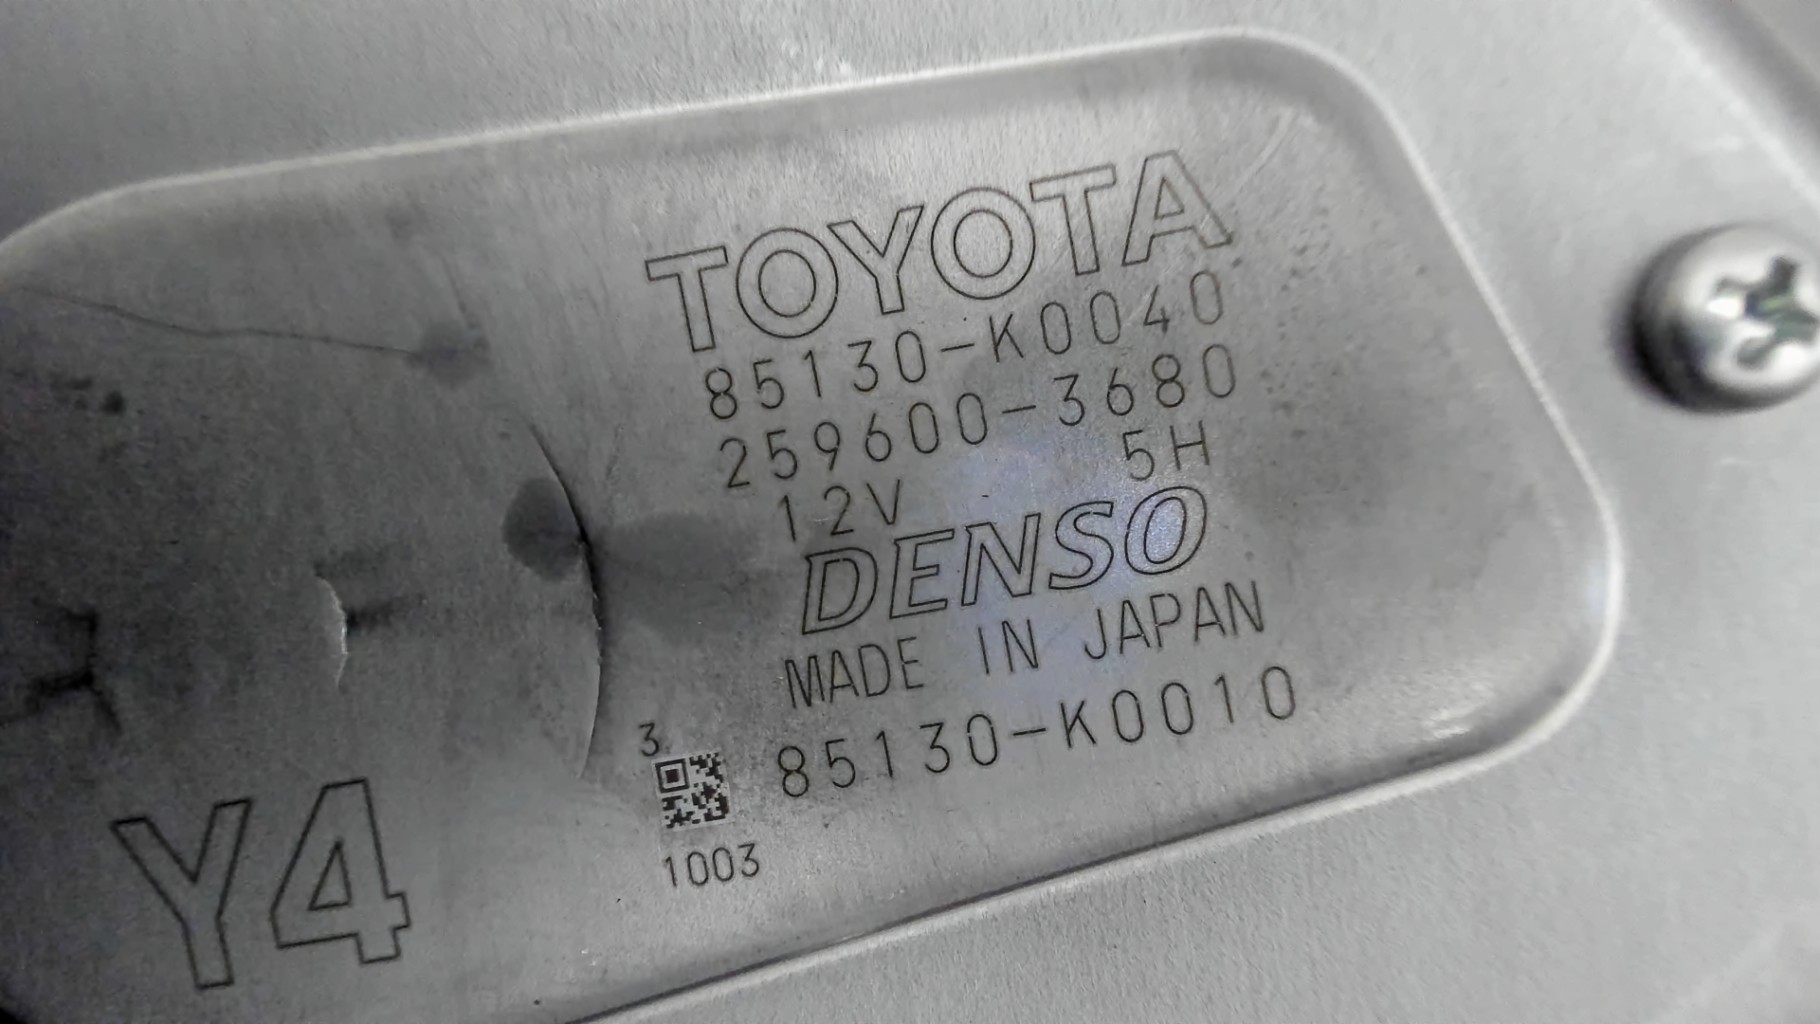 TOYOTA
85130-K0040
259600-3680
12V 5H
DENSO
MADE IN JAPAN
85130-K0010
3
1003
Y4